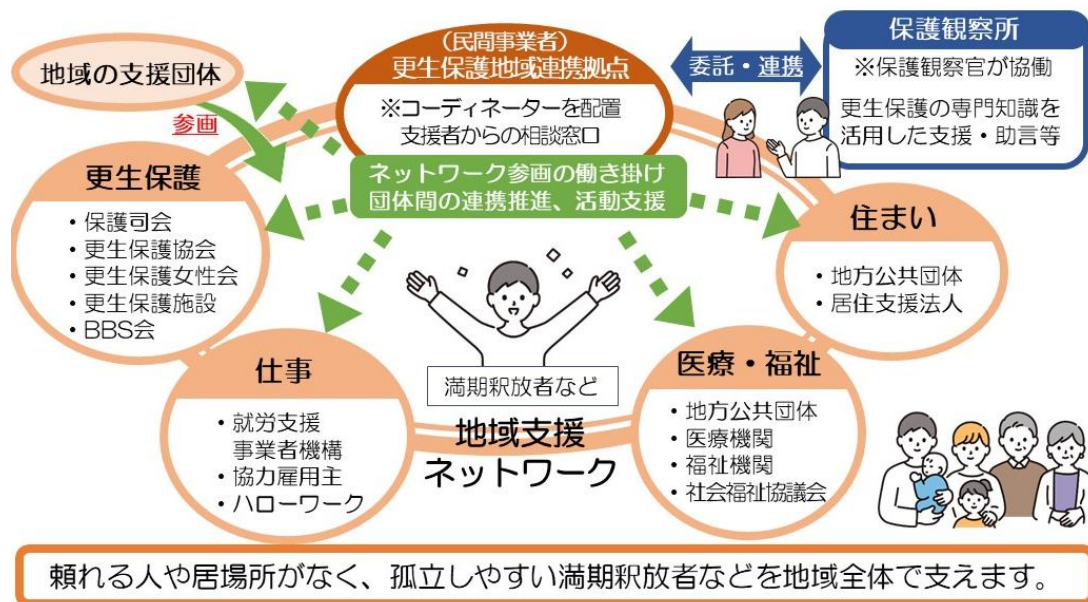 地域の支援団体
参画
(民間事業者)
更生保護地域連携拠点
※コーディネーターを配置
支援者からの相談窓口
委託・連携
保護観察所
※保護観察官が協働
更生保護の専門知識を
活用した支援・助言等
ネットワーク参画の働き掛け
団体間の連携推進、活動支援
更生保護
・保護司会
・更生保護協会
・更生保護女性会
・更生保護施設
・BBS会
住まい
・地方公共団体
・居住支援法人
仕事
・就労支援
事業者機構
・協力雇用主
・ハローワーク
満期釈放者など
地域支援
ネットワーク
医療・福祉
・地方公共団体
・医療機関
・福祉機関
・社会福祉協議会
頼れる人や居場所がなく、孤立しやすい満期釈放者などを地域全体で支えます。